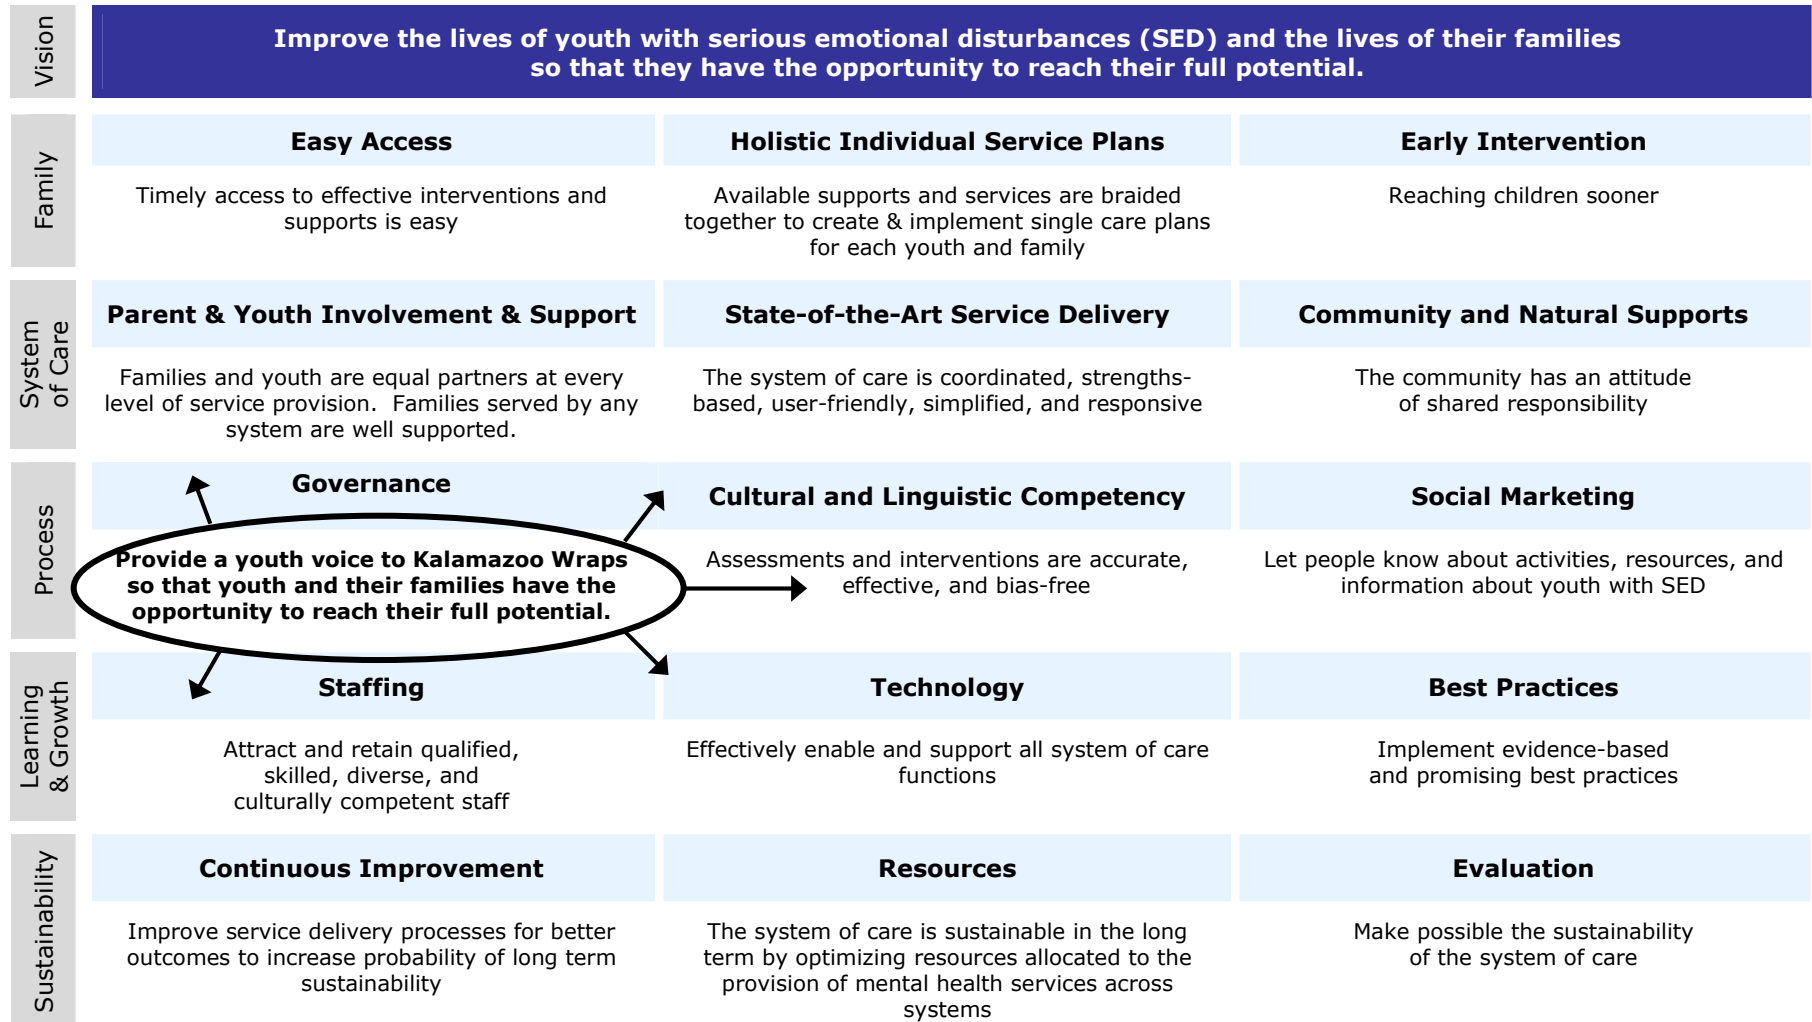 Vision
Improve the lives of youth with serious emotional disturbances (SED) and the lives of their families
so that they have the opportunity to reach their full potential.
Family
Easy Access
Timely access to effective interventions and
supports is easy
Holistic Individual Service Plans
Available supports and services are braided
together to create & implement single care plans
for each youth and family
Early Intervention
Reaching children sooner
System
of Care
Parent & Youth Involvement & Support
Families and youth are equal partners at every
level of service provision.  Families served by any
system are well supported.
State-of-the-Art Service Delivery
The system of care is coordinated, strengths-
based, user-friendly, simplified, and responsive
Community and Natural Supports
The community has an attitude
of shared responsibility
Process
Governance
Provide a youth voice to Kalamazoo Wraps
so that youth and their families have the
opportunity to reach their full potential.
Cultural and Linguistic Competency
Assessments and interventions are accurate,
effective, and bias-free
Social Marketing
Let people know about activities, resources, and
information about youth with SED
Learning
& Growth
Staffing
Attract and retain qualified,
skilled, diverse, and
culturally competent staff
Technology
Effectively enable and support all system of care
functions
Best Practices
Implement evidence-based
and promising best practices
Sustainability
Continuous Improvement
Improve service delivery processes for better
outcomes to increase probability of long term
sustainability
Resources
The system of care is sustainable in the long
term by optimizing resources allocated to the
provision of mental health services across
systems
Evaluation
Make possible the sustainability
of the system of care